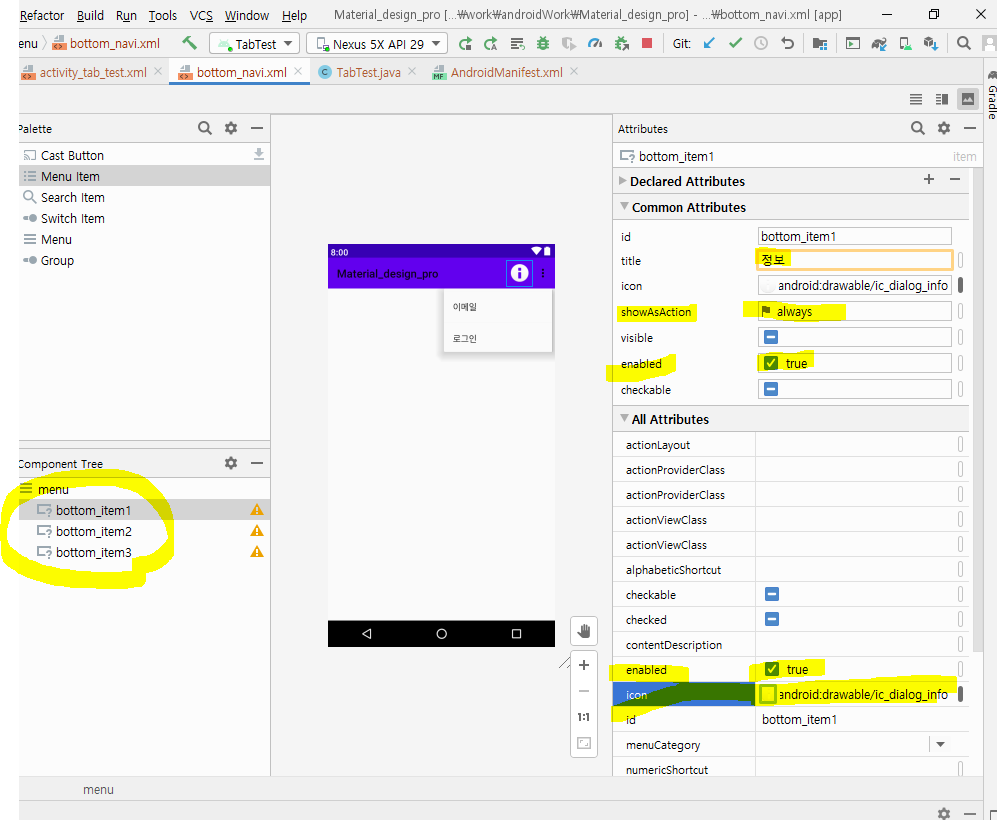 Refactor Build Run Tools VCS Window Help Material_design_pro [...₩work₩androidWork₩Material_design_pro] - ...₩bottom_navi.xml [app]
enu bottom_navi.xml TabTest Nexus 5X API 29 Git:
activity_tab_test.xml bottom_navi.xml C TabTest.java MF AndroidManifest.xml
Gradle
Palette
Cast Button
Menu Item
Search Item
Switch Item
Menu
Group
Component Tree
menu
bottom_item1
bottom_item2
bottom_item3
8:00
Material_design_pro
이메일
로그인
1:1
Attributes
bottom_item1 item
Declared Attributes
Common Attributes
id bottom_item1
title 정보
icon android:drawable/ic_dialog_info
showAsAction always
visible
enabled true
checkable
All Attributes
actionLayout
actionProviderClass
actionProviderClass
actionViewClass
actionViewClass
alphabeticShortcut
checkable
checked
contentDescription
enabled true
icon android:drawable/ic_dialog_info
id bottom_item1
menuCategory
numericShortcut
menu